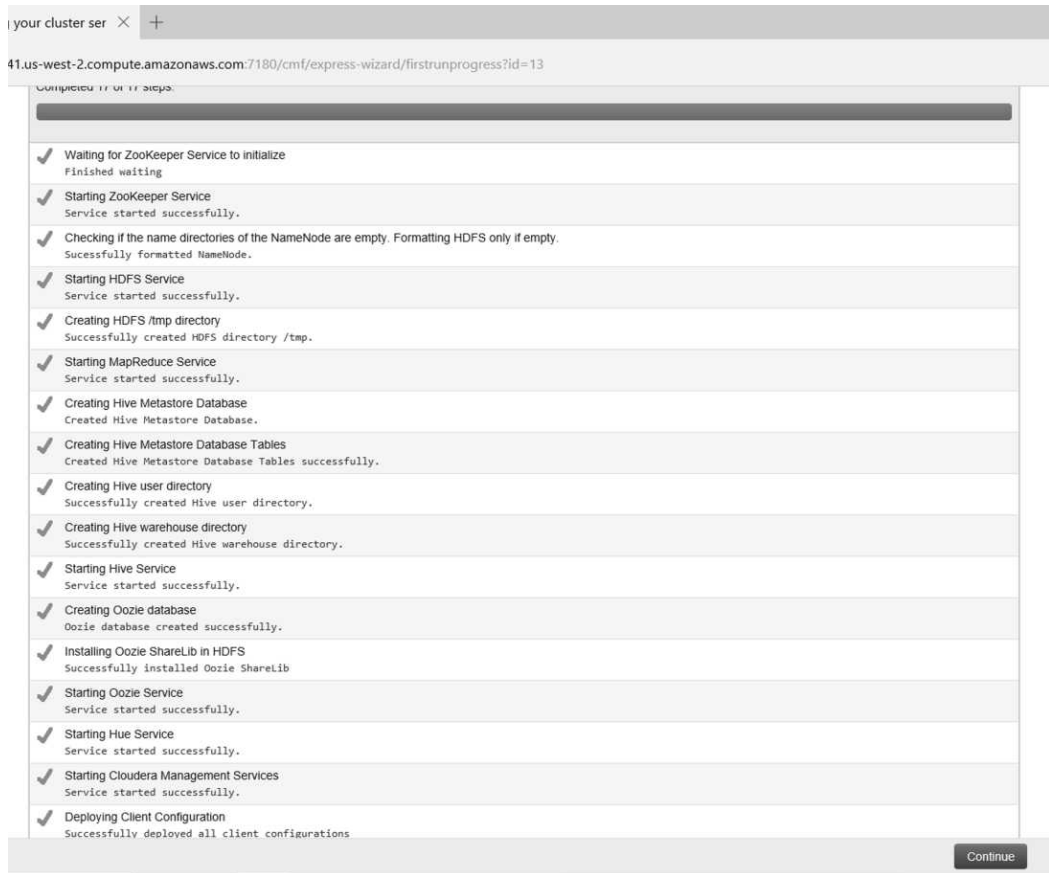 your cluster ser
41.us-west-2.compute.amazonaws.com:7180/cmf/express-wizard/firstrunprogress?id=13
Completed 17 of 17 steps.
Waiting for ZooKeeper Service to initialize
Finished waiting
Starting ZooKeeper Service
Service started successfully.
Checking if the name directories of the NameNode are empty. Formatting HDFS only if empty.
Sucessfully formatted NameNode.
Starting HDFS Service
Service started successfully.
Creating HDFS /tmp directory
Successfully created HDFS directory /tmp.
Starting MapReduce Service
Service started successfully.
Creating Hive Metastore Database
Created Hive Metastore Database.
Creating Hive Metastore Database Tables
Created Hive Metastore Database Tables successfully.
Creating Hive user directory
Successfully created Hive user directory.
Creating Hive warehouse directory
Successfully created Hive warehouse directory.
Starting Hive Service
Service started successfully.
Creating Oozie database
Oozie database created successfully.
Installing Oozie ShareLib in HDFS
Successfully installed Oozie ShareLib
Starting Oozie Service
Service started successfully.
Starting Hue Service
Service started successfully.
Starting Cloudera Management Services
Service started successfully.
Deploying Client Configuration
Successfully deployed all client configurations
Continue